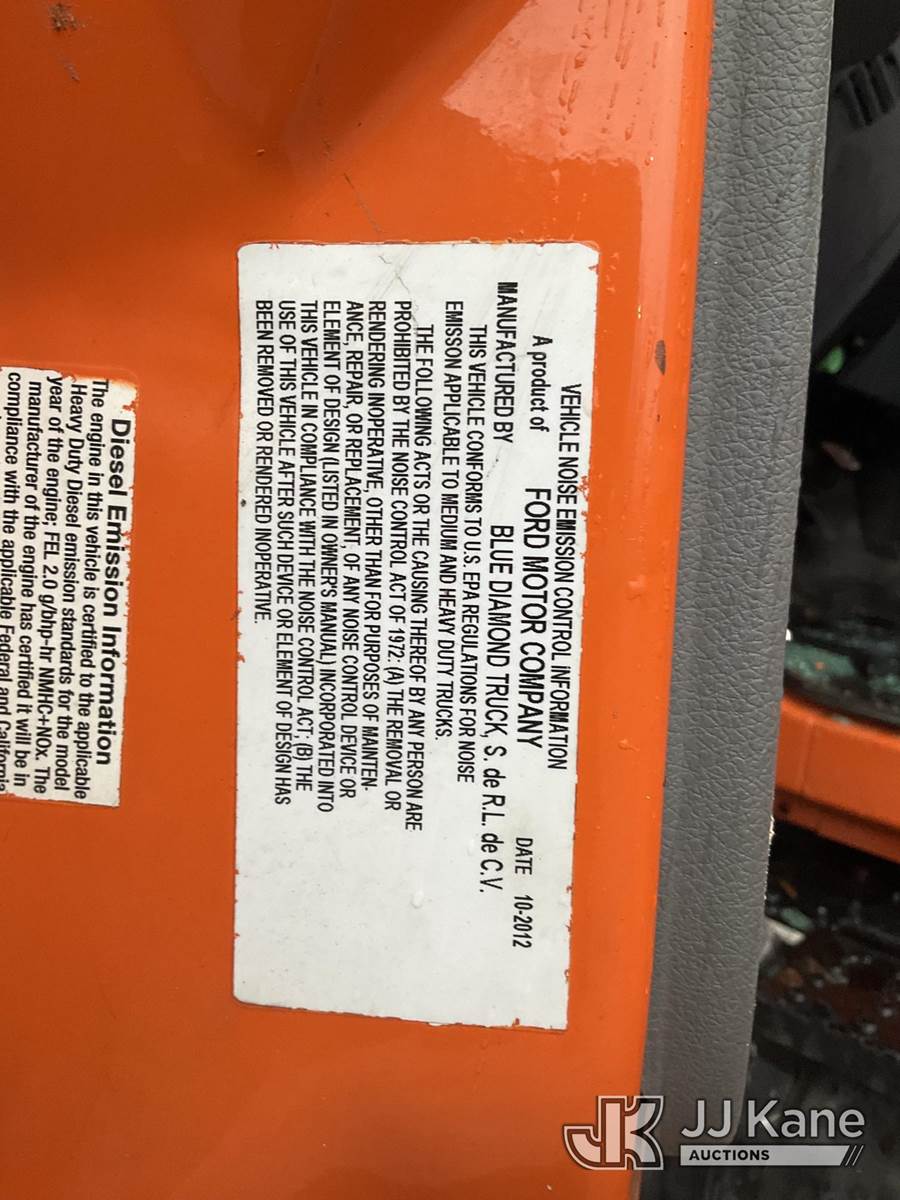 VEHICLE NOISE EMISSION CONTROL INFORMATION
A product of FORD MOTOR COMPANY DATE 10-2012
MANUFACTURED BY BLUE DIAMOND TRUCK, S. de R.L. de C.V.
THIS VEHICLE CONFORMS TO U.S. EPA REGULATIONS FOR NOISE
EMISSON APPLICABLE TO MEDIUM AND HEAVY DUTY TRUCKS.
THE FOLLOWING ACTS OR THE CAUSING THEREOF BY ANY PERSON ARE
PROHIBITED BY THE NOISE CONTROL ACT OF 1972: (A) THE REMOVAL OR
RENDERING INOPERATIVE, OTHER THAN FOR PURPOSES OF MAINTEN-
ANCE, REPAIR, OR REPLACEMENT, OF ANY NOISE CONTROL DEVICE OR
ELEMENT OF DESIGN (LISTED IN OWNER'S MANUAL) INCORPORATED INTO
THIS VEHICLE IN COMPLIANCE WITH THE NOISE CONTROL ACT; (B) THE
USE OF THIS VEHICLE AFTER SUCH DEVICE OR ELEMENT OF DESIGN HAS
BEEN REMOVED OR RENDERED INOPERATIVE.
Diesel Emission Information
The engine in this vehicle is certified to the applicable
Heavy Duty Diesel emission standards for the model
year of the engine; FEL 2.0 g/bhp-hr NMHC+NOx. The
manufacturer of the engine has certified it will be in
compliance with the applicable Federal and California
JK JJ Kane
AUCTIONS